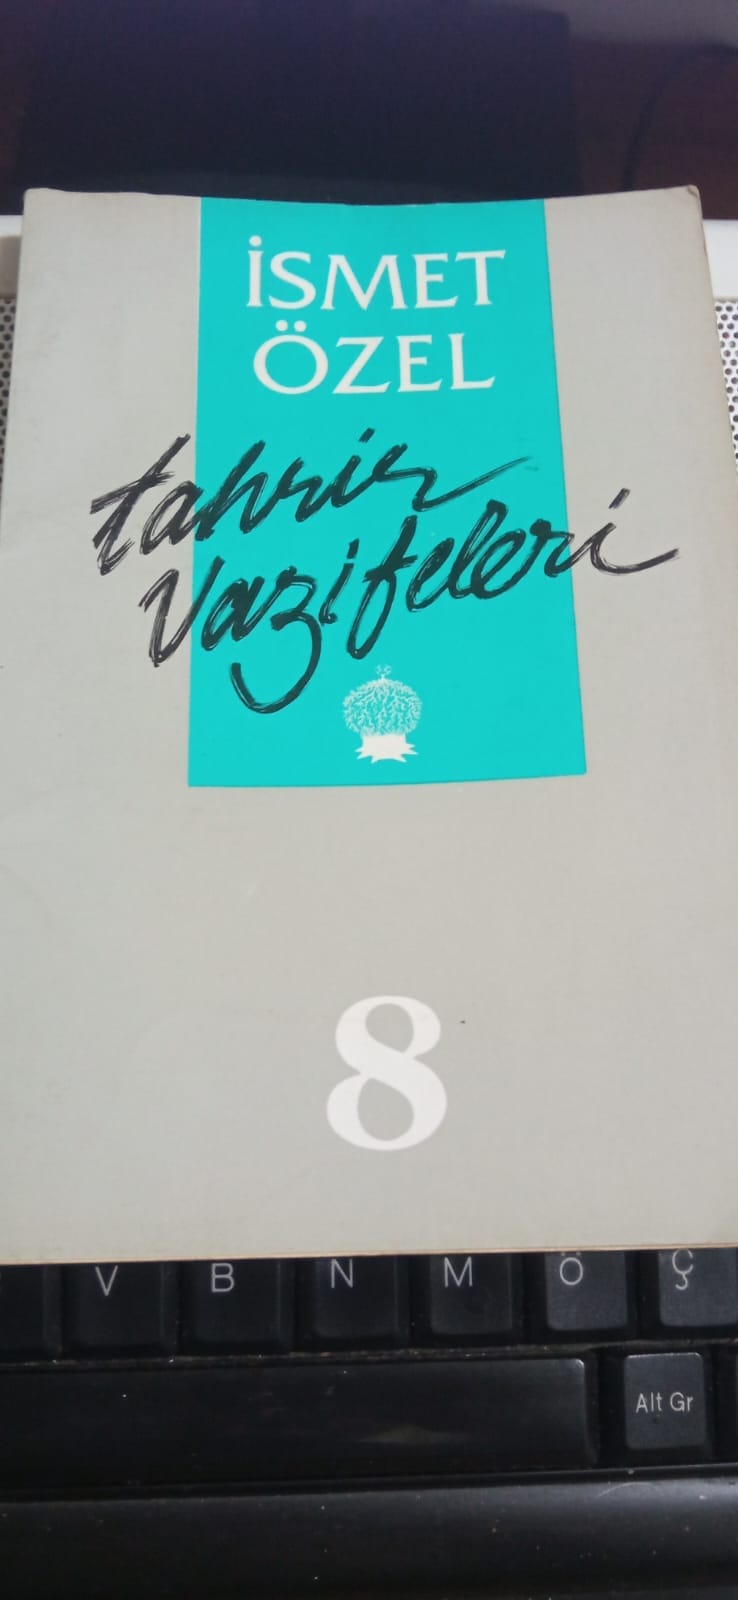 İSMET
ÖZEL
tahrir
vazifeleri
8
V B N M Ö Ç
Alt Gr